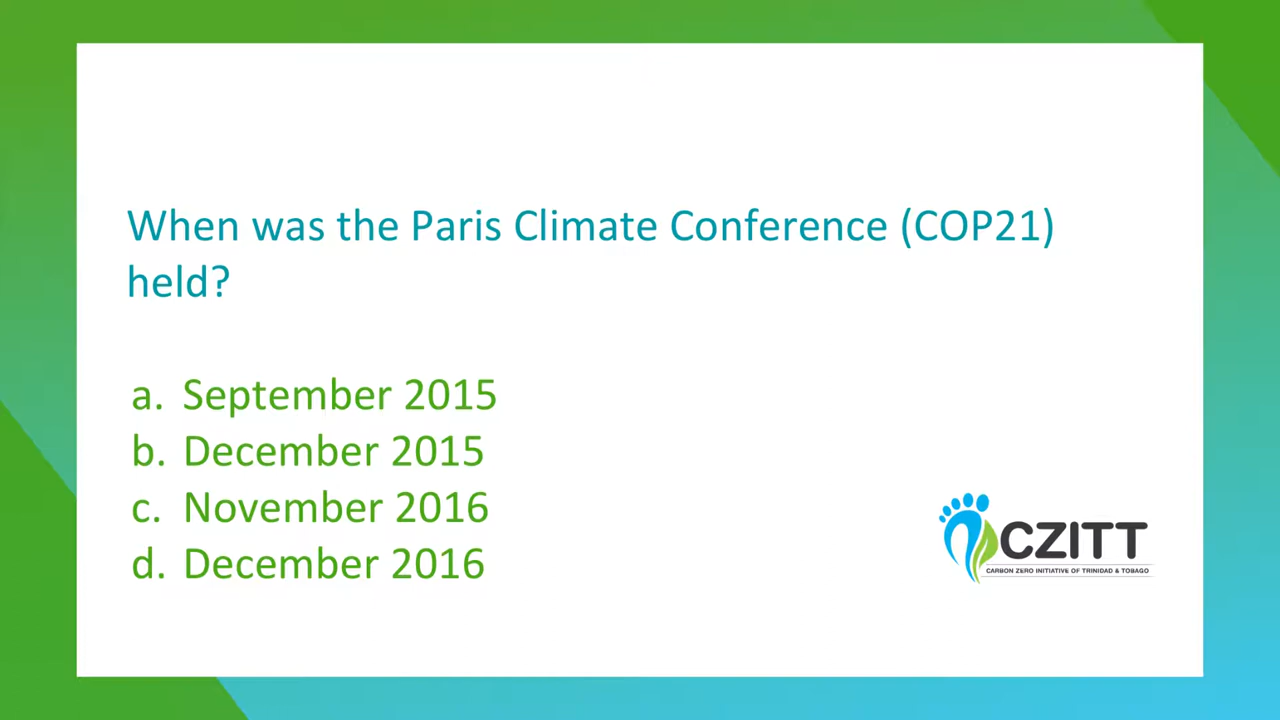 When was the Paris Climate Conference (COP21)
held?
a. September 2015
b. December 2015
c. November 2016
d. December 2016
CZITT
CARBON ZERO INITIATIVE OF TRINIDAD & TOBAGO